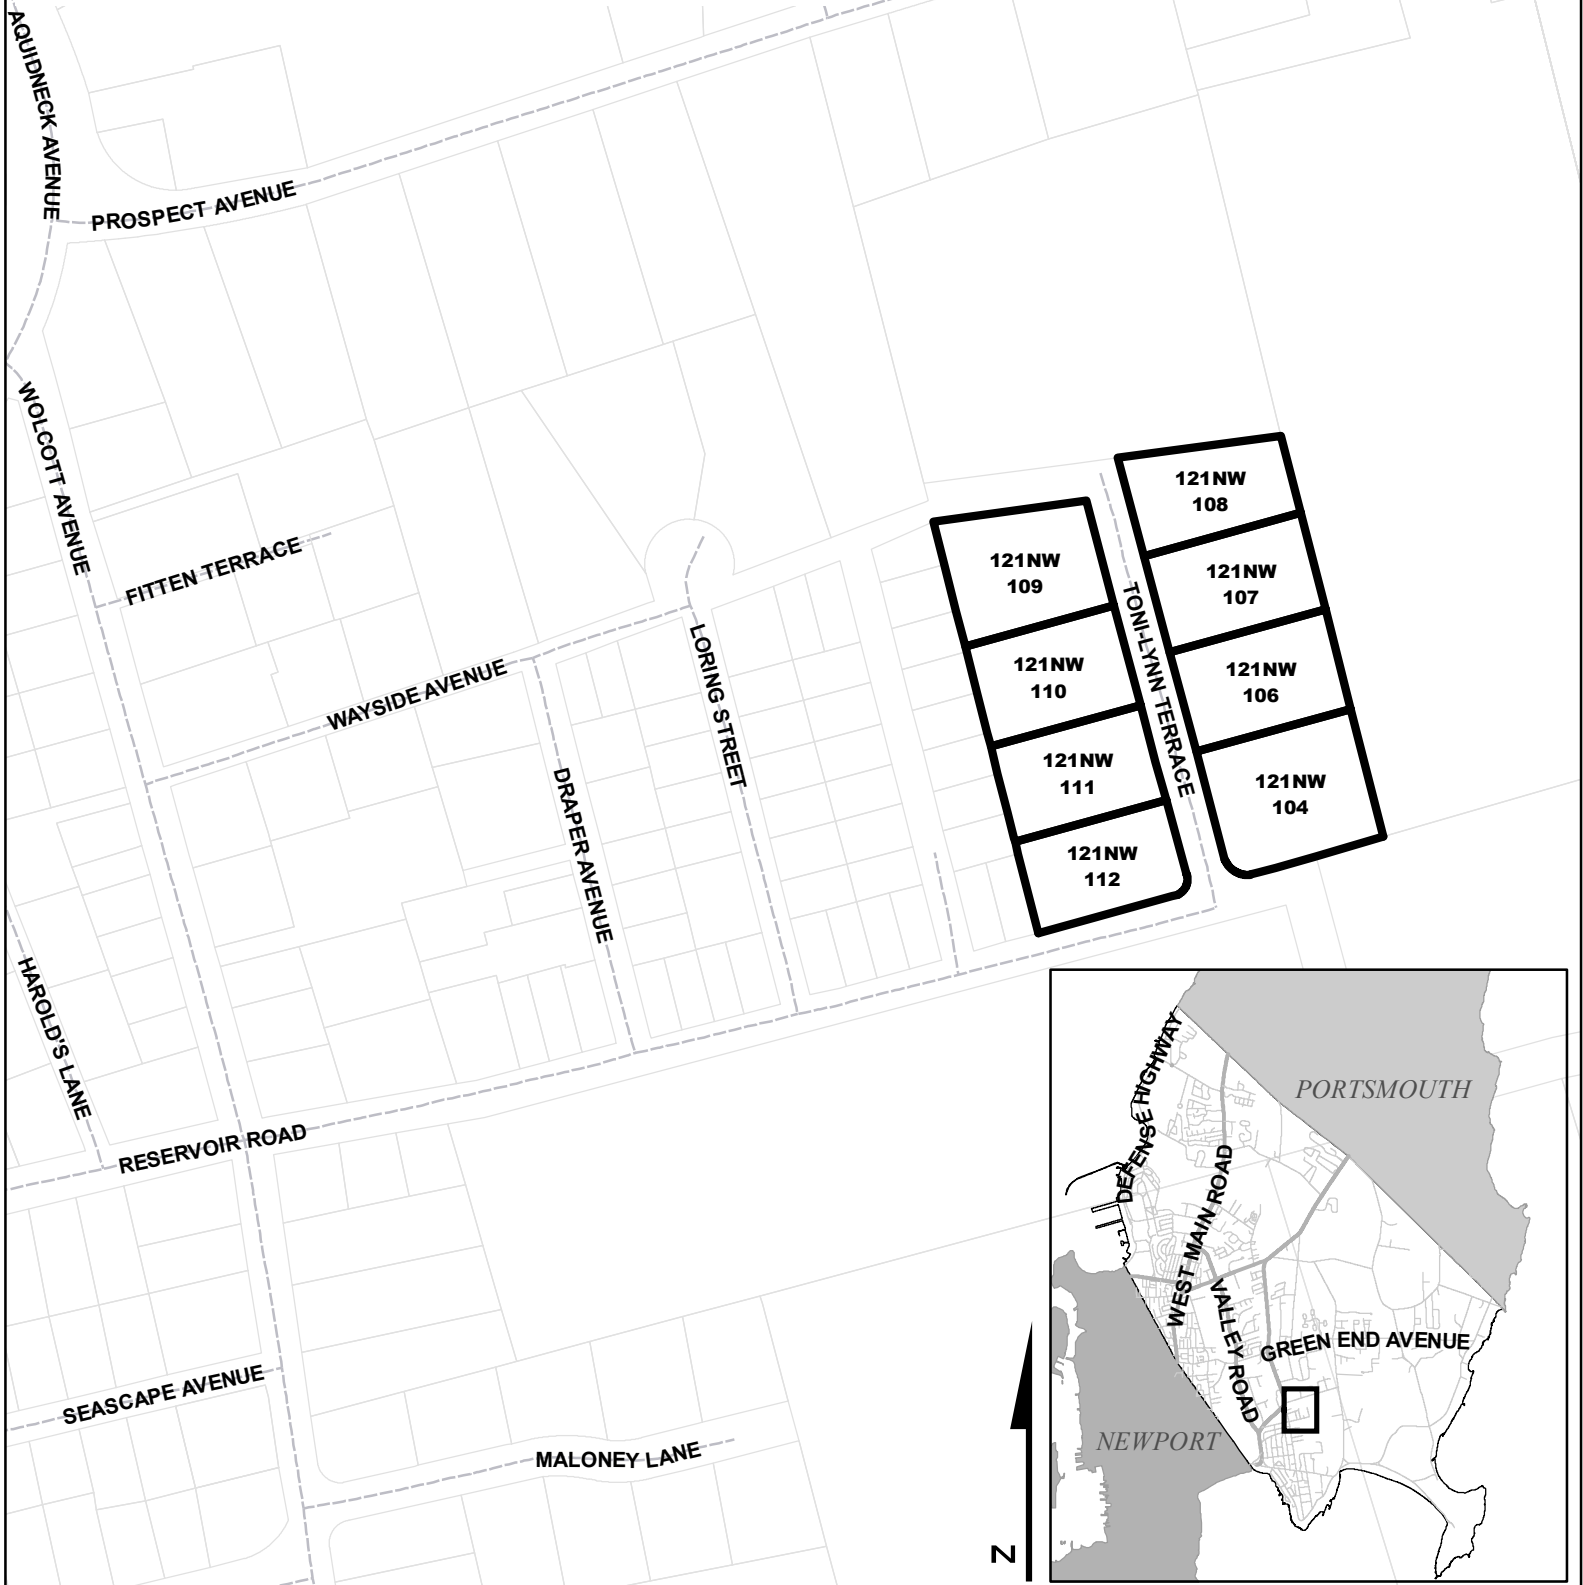 AQUIDNECK AVENUE
PROSPECT AVENUE
WOLCOTT AVENUE
FITTEN TERRACE
WAYSIDE AVENUE
LORING STREET
DRAPER AVENUE
TONI-LYNN TERRACE
121NW
108
121NW
109
121NW
107
121NW
110
121NW
106
121NW
111
121NW
104
121NW
112
HAROLD'S LANE
RESERVOIR ROAD
SEASCAPE AVENUE
MALONEY LANE
N
DEFENSE HIGHWAY
PORTSMOUTH
WEST MAIN ROAD
VALLEY ROAD
GREEN END AVENUE
NEWPORT